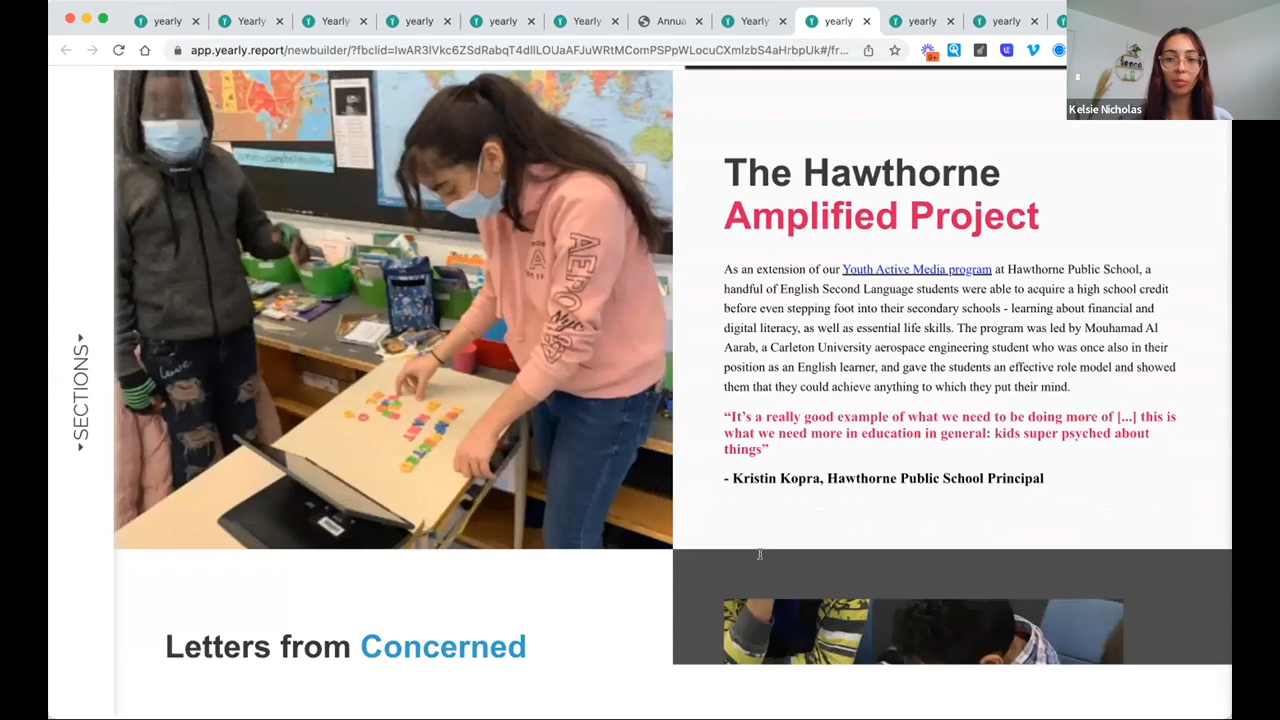 yearly
Yearly
Yearly
yearly
yearly
Yearly
Annua
Yearly
yearly
yearly
yearly
app.yearly.report/newbuilder/?fbclid=IwAR3IVkc6ZSdRabqT4dIlLOUaAFJuWRtMComPSPpWLocuCXmIzbS4aHrbpUk#/fr...
9+
Kelsie Nicholas
SECTIONS
love
AERO
A
The Hawthorne
Amplified Project
As an extension of our Youth Active Media program at Hawthorne Public School, a
handful of English Second Language students were able to acquire a high school credit
before even stepping foot into their secondary schools - learning about financial and
digital literacy, as well as essential life skills. The program was led by Mouhamad Al
Aarab, a Carleton University aerospace engineering student who was once also in their
position as an English learner, and gave the students an effective role model and showed
them that they could achieve anything to which they put their mind.
“It’s a really good example of what we need to be doing more of [...] this is
what we need more in education in general: kids super psyched about
things”
- Kristin Kopra, Hawthorne Public School Principal
Letters from Concerned